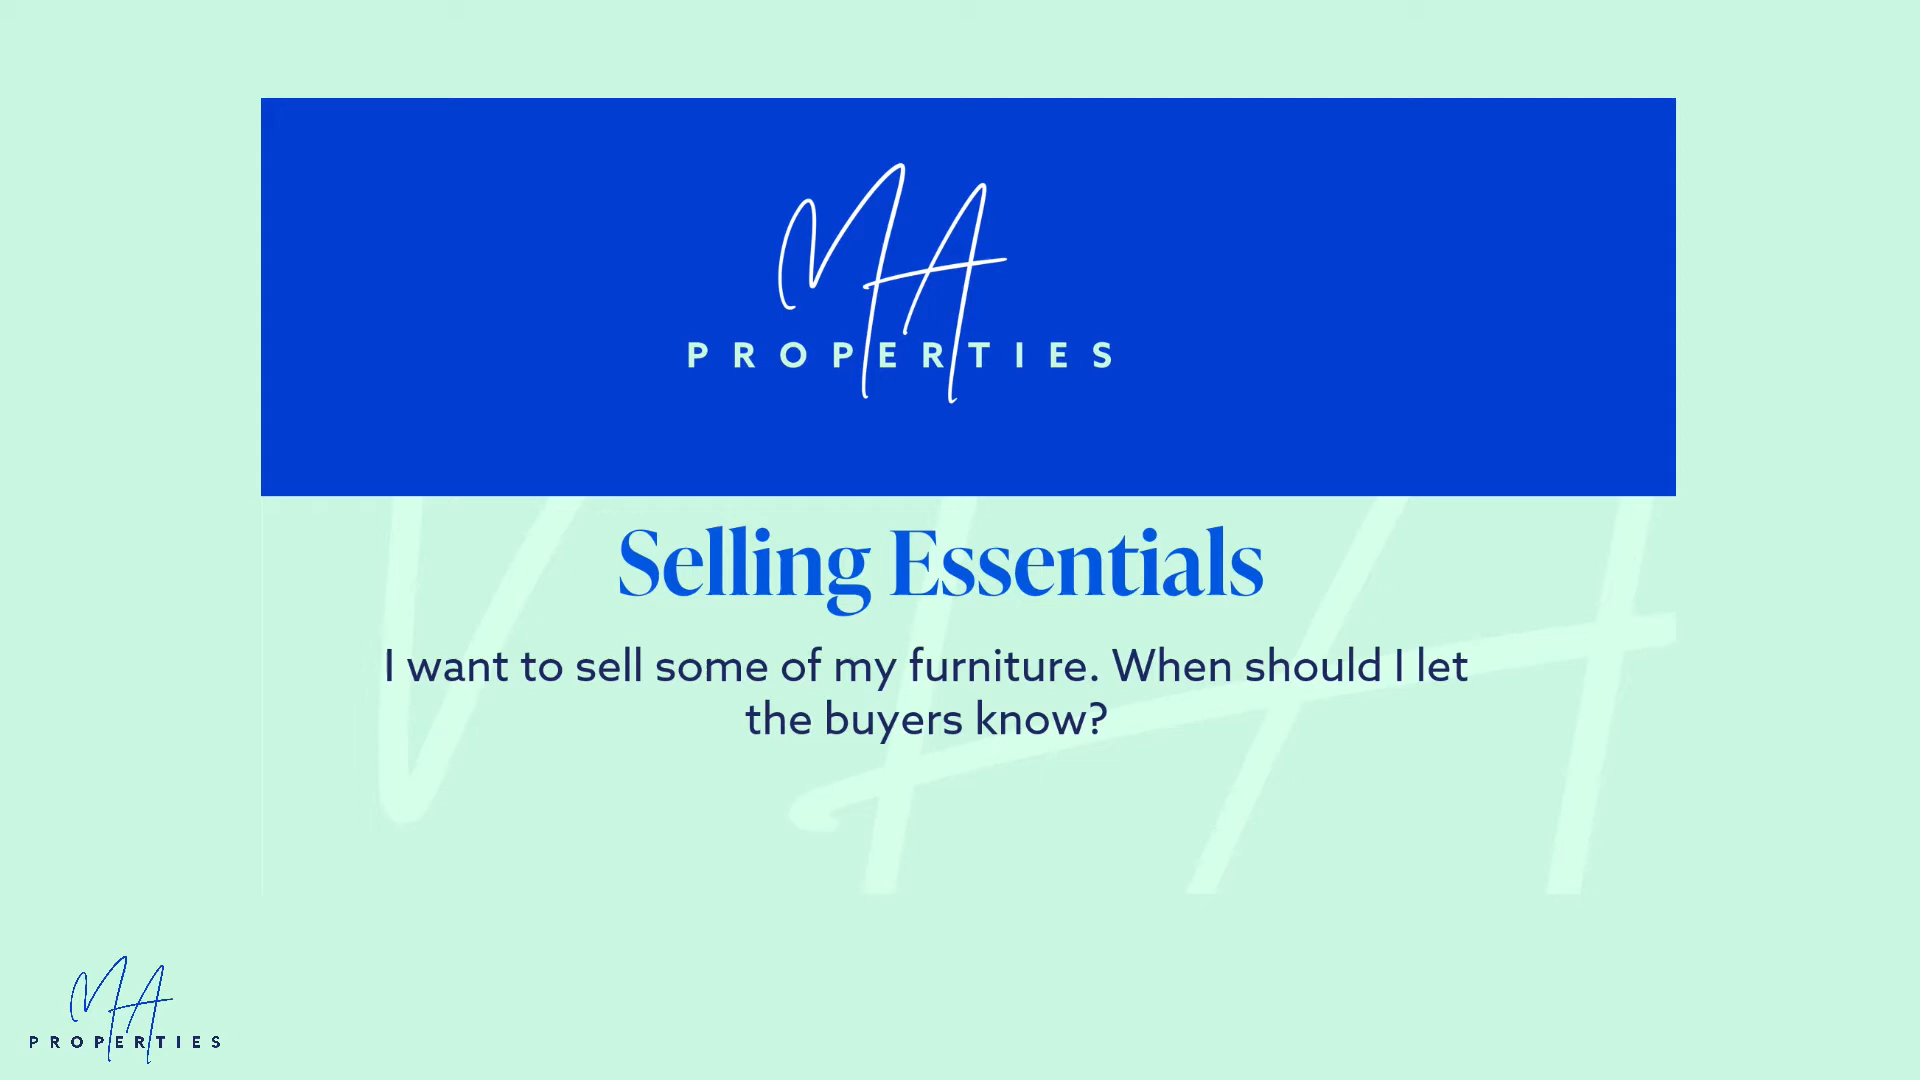 MA
PROPERTIES
Selling Essentials
I want to sell some of my furniture. When should I let
the buyers know?
MA
PROPERTIES